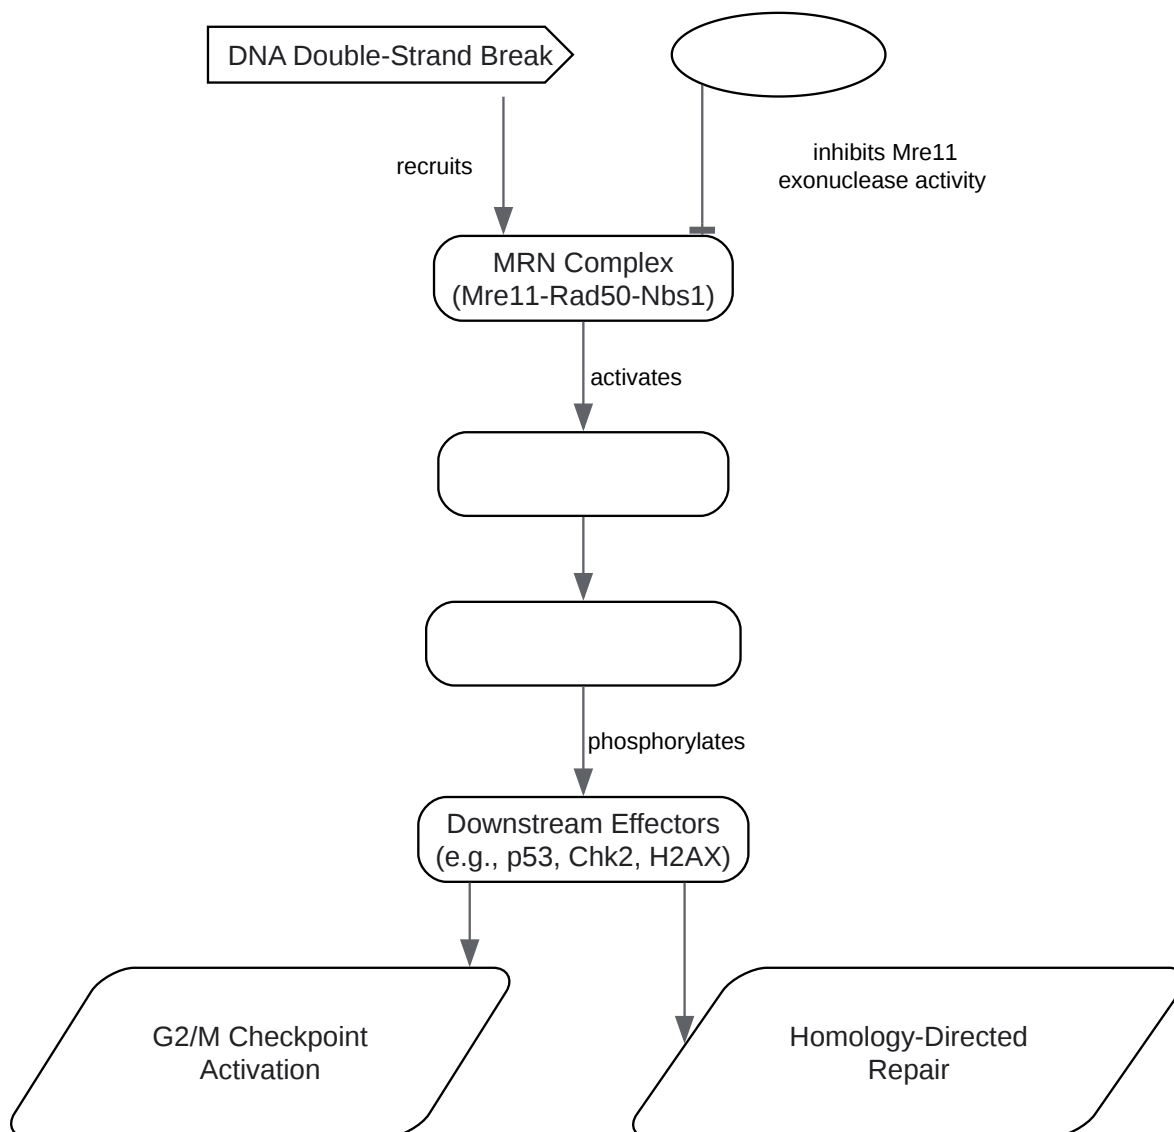 DNA Double-Strand Break
recruits
inhibits Mre11
exonuclease activity
MRN Complex
(Mre11-Rad50-Nbs1)
activates
phosphorylates
Downstream Effectors
(e.g., p53, Chk2, H2AX)
G2/M Checkpoint
Activation
Homology-Directed
Repair